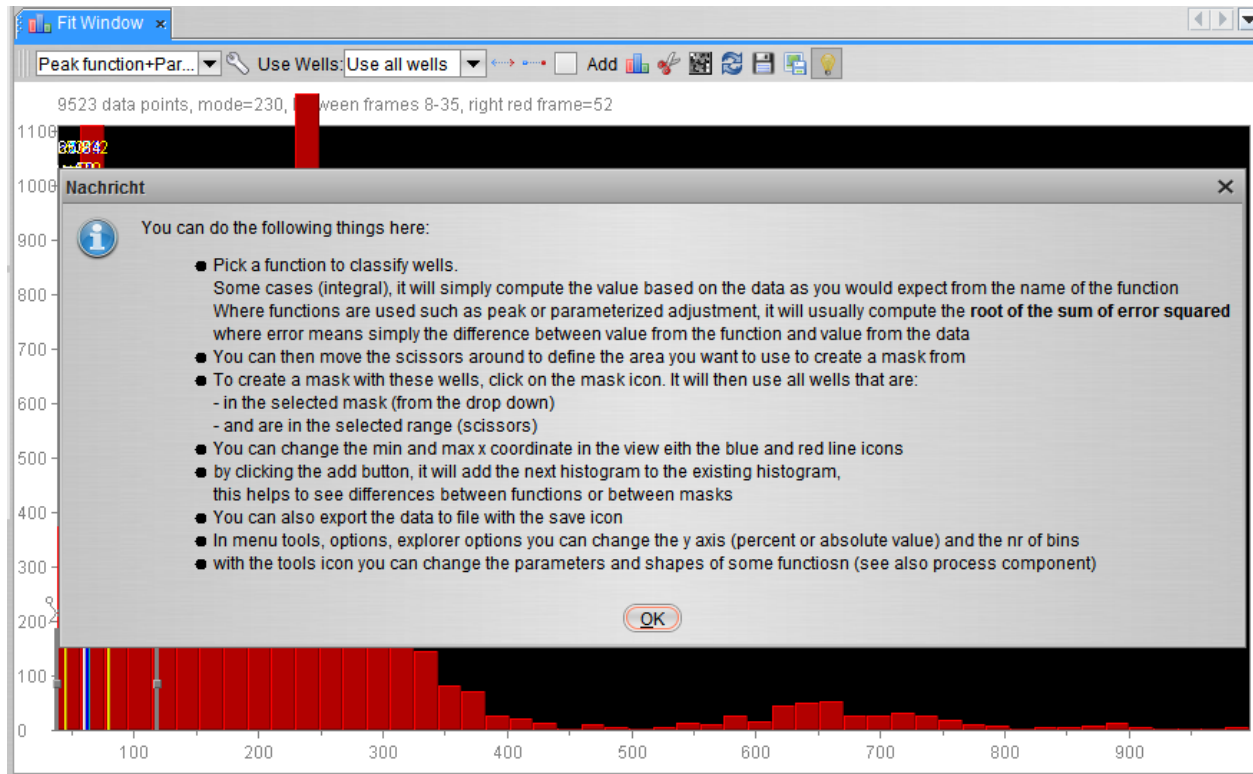 Fit Window
Peak function+Par... Use Wells: Use all wells Add
9523 data points, mode=230, between frames 8-35, right red frame=52
1100
1000
Nachricht
You can do the following things here:
Pick a function to classify wells.
Some cases (integral), it will simply compute the value based on the data as you would expect from the name of the function
Where functions are used such as peak or parameterized adjustment, it will usually compute the root of the sum of error squared
where error means simply the difference between value from the function and value from the data
You can then move the scissors around to define the area you want to use to create a mask from
To create a mask with these wells, click on the mask icon. It will then use all wells that are:
- in the selected mask (from the drop down)
- and are in the selected range (scissors)
You can change the min and max x coordinate in the view eith the blue and red line icons
by clicking the add button, it will add the next histogram to the existing histogram,
this helps to see differences between functions or between masks
You can also export the data to file with the save icon
In menu tools, options, explorer options you can change the y axis (percent or absolute value) and the nr of bins
with the tools icon you can change the parameters and shapes of some functiosn (see also process component)
OK
900
800
700
600
500
400
300
200
100
0
100 200 300 400 500 600 700 800 900